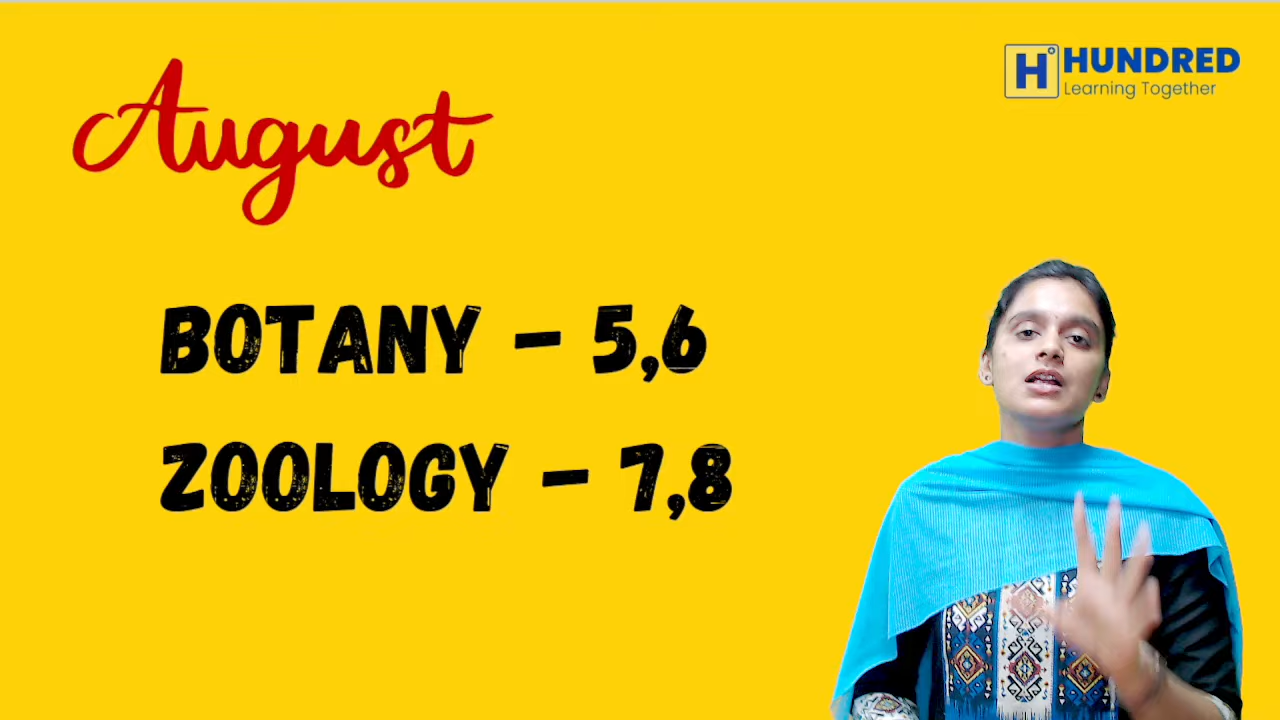 August
H HUNDRED
Learning Together
BOTANY - 5,6
ZOOLOGY - 7,8